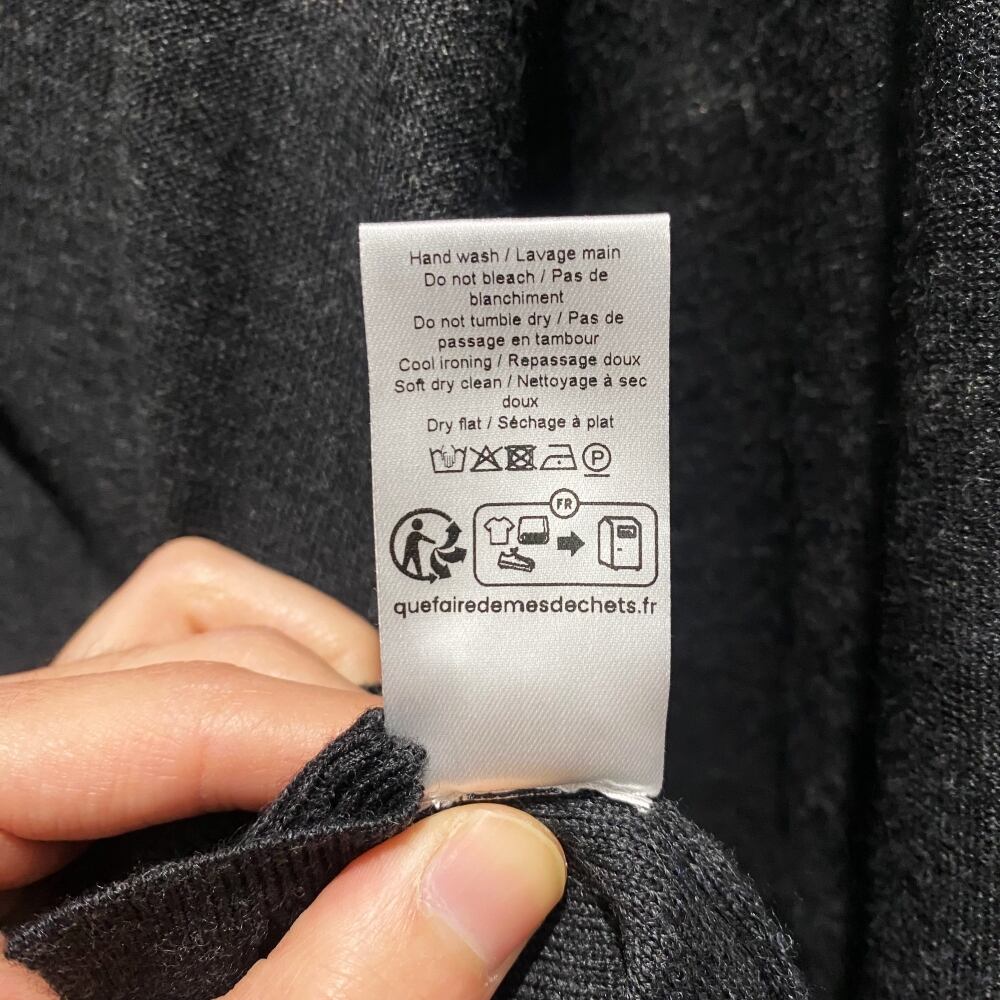 Hand wash / Lavage main
Do not bleach / Pas de
blanchiment
Do not tumble dry / Pas de
passage en tambour
Cool ironing / Repassage doux
Soft dry clean / Nettoyage à sec
doux
Dry flat / Séchage à plat
P
FR
quefairedemesdechets.fr